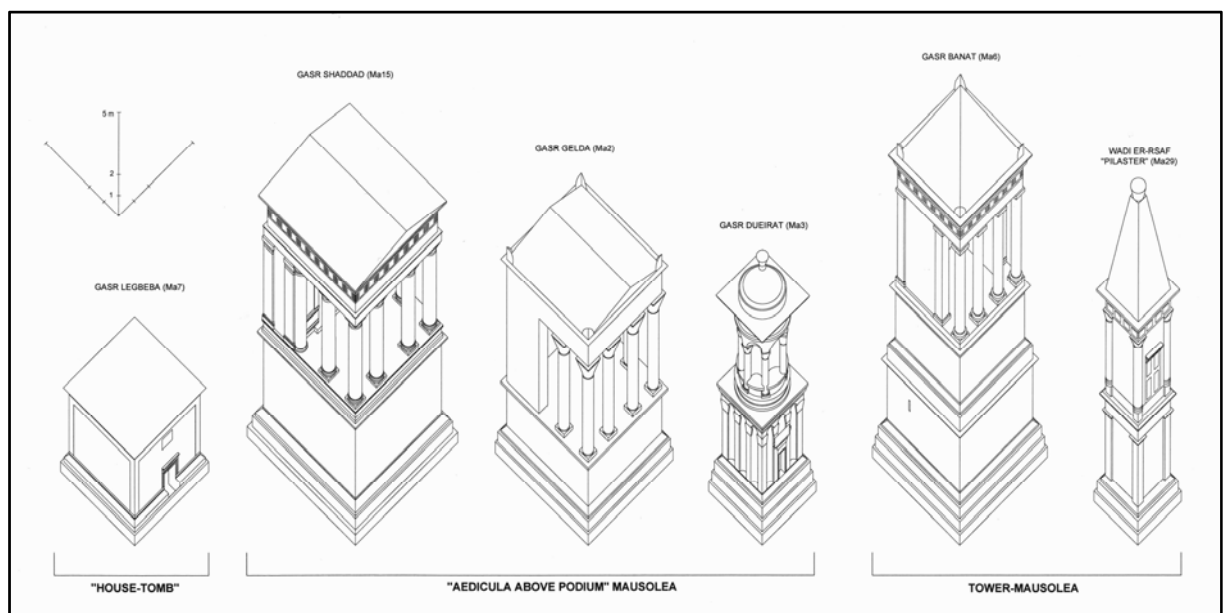 GASR BANAT (Ma6)
GASR SHADDAD (Ma15)
5 m
GASR GELDA (Ma2)
WADI ER-RSAF
"PILASTER" (Ma29)
2
1
GASR DUEIRAT (Ma3)
GASR LEGBEBA (Ma7)
"HOUSE-TOMB"
"AEDICULA ABOVE PODIUM" MAUSOLEA
TOWER-MAUSOLEA